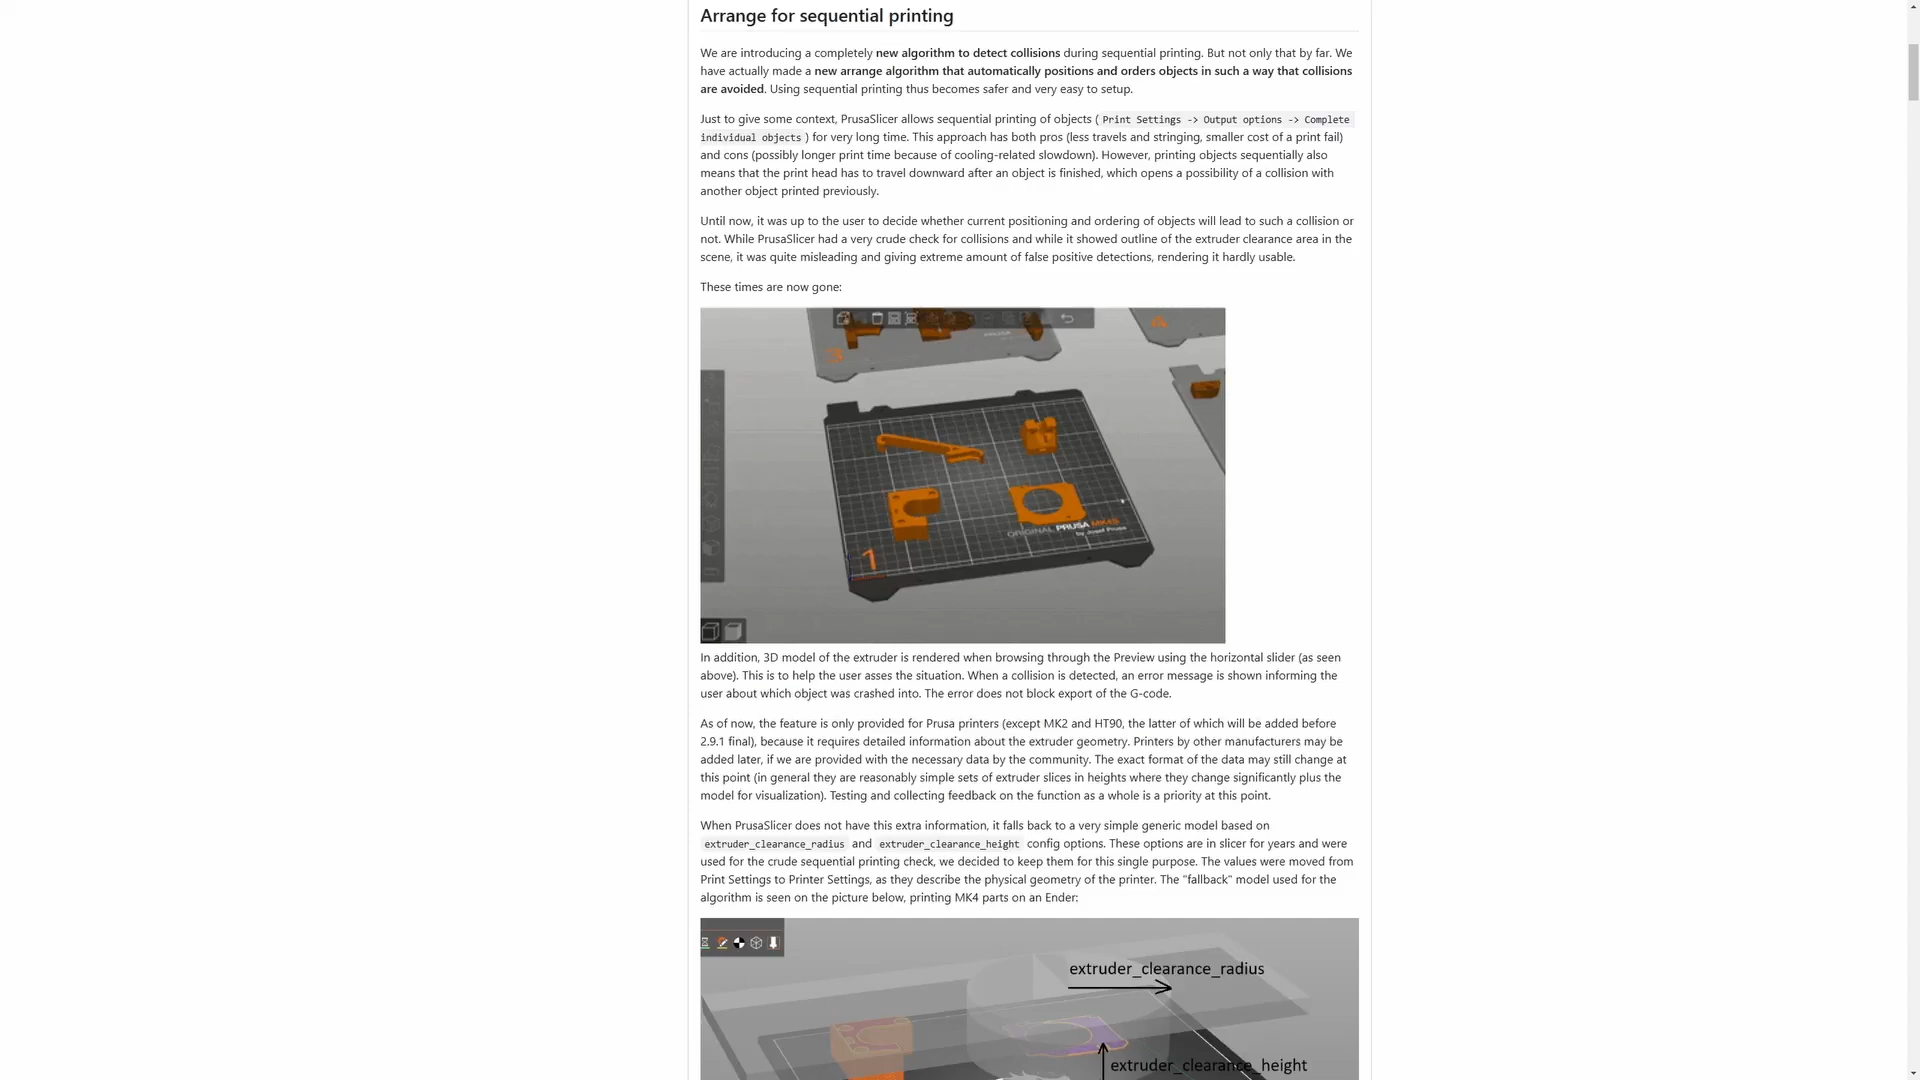 Arrange for sequential printing
We are introducing a completely new algorithm to detect collisions during sequential printing. But not only that by far. We
have actually made a new arrange algorithm that automatically positions and orders objects in such a way that collisions
are avoided. Using sequential printing thus becomes safer and very easy to setup.
Just to give some context, PrusaSlicer allows sequential printing of objects ( Print Settings -> Output options -> Complete
individual objects ) for very long time. This approach has both pros (less travels and stringing, smaller cost of a print fail)
and cons (possibly longer print time because of cooling-related slowdown). However, printing objects sequentially also
means that the print head has to travel downward after an object is finished, which opens a possibility of a collision with
another object printed previously.
Until now, it was up to the user to decide whether current positioning and ordering of objects will lead to such a collision or
not. While PrusaSlicer had a very crude check for collisions and while it showed outline of the extruder clearance area in the
scene, it was quite misleading and giving extreme amount of false positive detections, rendering it hardly usable.
These times are now gone:
3
ORIGINAL PRUSA MK4S
by Josef Prusa
1
In addition, 3D model of the extruder is rendered when browsing through the Preview using the horizontal slider (as seen
above). This is to help the user asses the situation. When a collision is detected, an error message is shown informing the
user about which object was crashed into. The error does not block export of the G-code.
As of now, the feature is only provided for Prusa printers (except MK2 and HT90, the latter of which will be added before
2.9.1 final), because it requires detailed information about the extruder geometry. Printers by other manufacturers may be
added later, if we are provided with the necessary data by the community. The exact format of the data may still change at
this point (in general they are reasonably simple sets of extruder slices in heights where they change significantly plus the
model for visualization). Testing and collecting feedback on the function as a whole is a priority at this point.
When PrusaSlicer does not have this extra information, it falls back to a very simple generic model based on
extruder_clearance_radius and extruder_clearance_height config options. These options are in slicer for years and were
used for the crude sequential printing check, we decided to keep them for this single purpose. The values were moved from
Print Settings to Printer Settings, as they describe the physical geometry of the printer. The "fallback" model used for the
algorithm is seen on the picture below, printing MK4 parts on an Ender:
extruder_clearance_radius
extruder_clearance_height